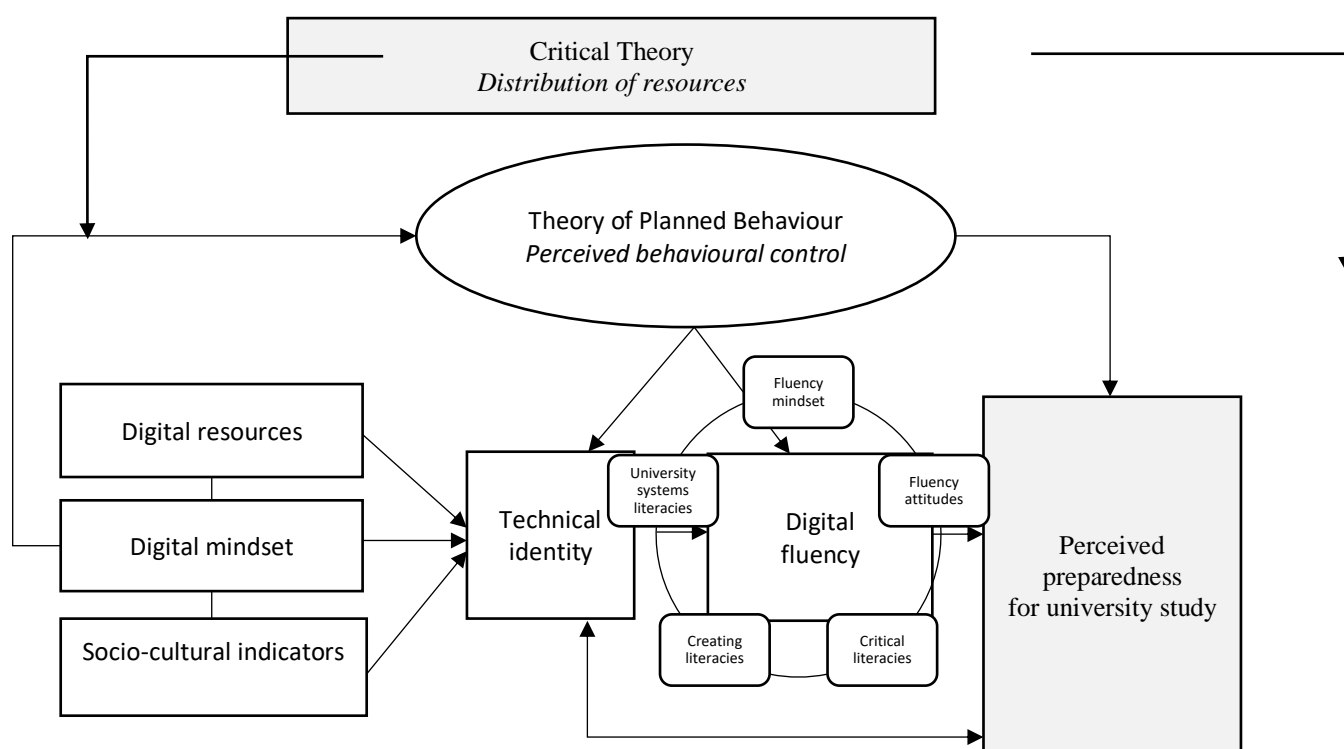 Critical Theory
Distribution of resources
Theory of Planned Behaviour
Perceived behavioural control
Fluency
mindset
Digital resources
University
systems
literacies
Fluency
attitudes
Technical
identity
Digital
fluency
Digital mindset
Perceived
preparedness
for university study
Socio-cultural indicators
Creating
literacies
Critical
literacies